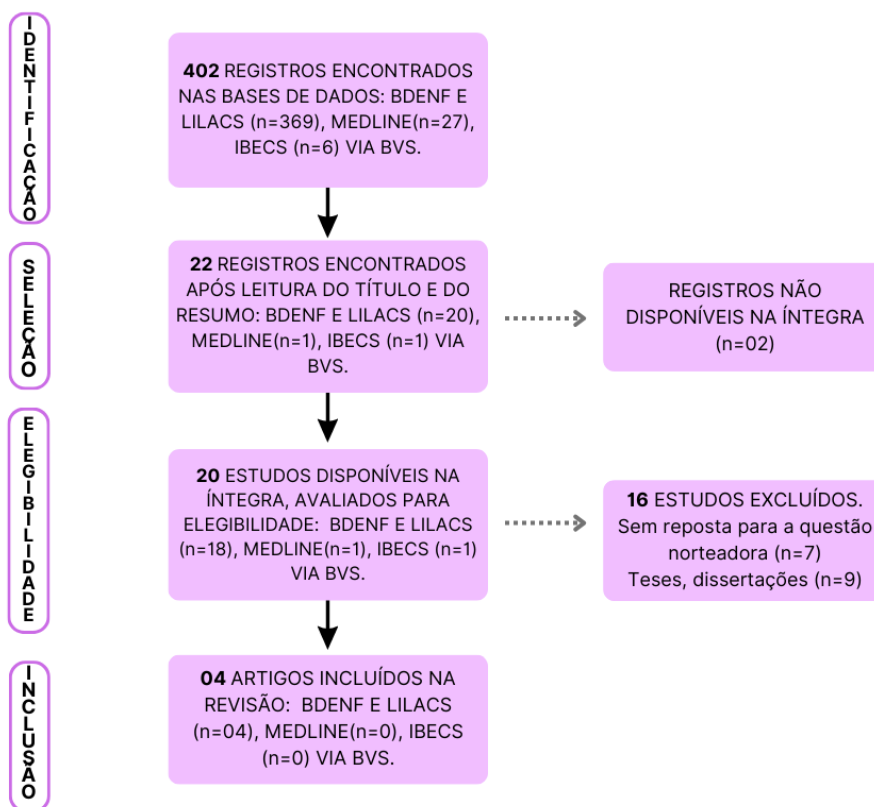 IDENTIFICAÇÃO
402 REGISTROS ENCONTRADOS
NAS BASES DE DADOS: BDENF E
LILACS (n=369), MEDLINE(n=27),
IBECS (n=6) VIA BVS.
SELEÇÃO
22 REGISTROS ENCONTRADOS
APÓS LEITURA DO TÍTULO E DO
RESUMO: BDENF E LILACS (n=20),
MEDLINE(n=1), IBECS (n=1) VIA
BVS.
REGISTROS NÃO
DISPONÍVEIS NA ÍNTEGRA
(n=02)
ELEGIBILIDADE
20 ESTUDOS DISPONÍVEIS NA
ÍNTEGRA, AVALIADOS PARA
ELEGIBILIDADE: BDENF E LILACS
(n=18), MEDLINE(n=1), IBECS (n=1)
VIA BVS.
16 ESTUDOS EXCLUÍDOS.
Sem reposta para a questão
norteadora (n=7)
Teses, dissertações (n=9)
INCLUSÃO
04 ARTIGOS INCLUÍDOS NA
REVISÃO: BDENF E LILACS
(n=04), MEDLINE(n=0), IBECS
(n=0) VIA BVS.